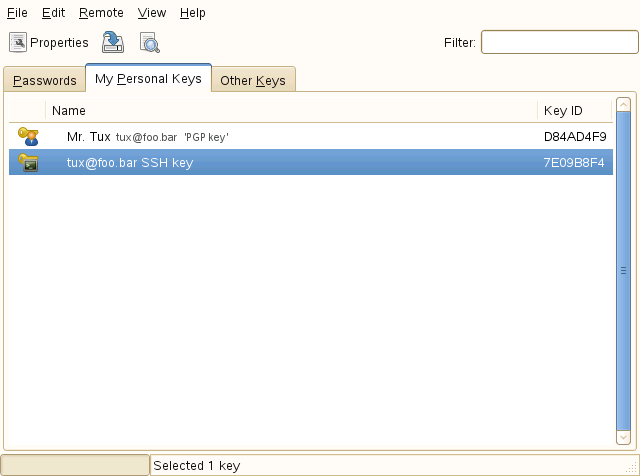 File Edit Remote View Help
Properties Filter:
Passwords My Personal Keys Other Keys
Name Key ID
Mr. Tux tux@foo.bar 'PGP key' D84AD4F9
tux@foo.bar SSH key 7E09B8F4
Selected 1 key